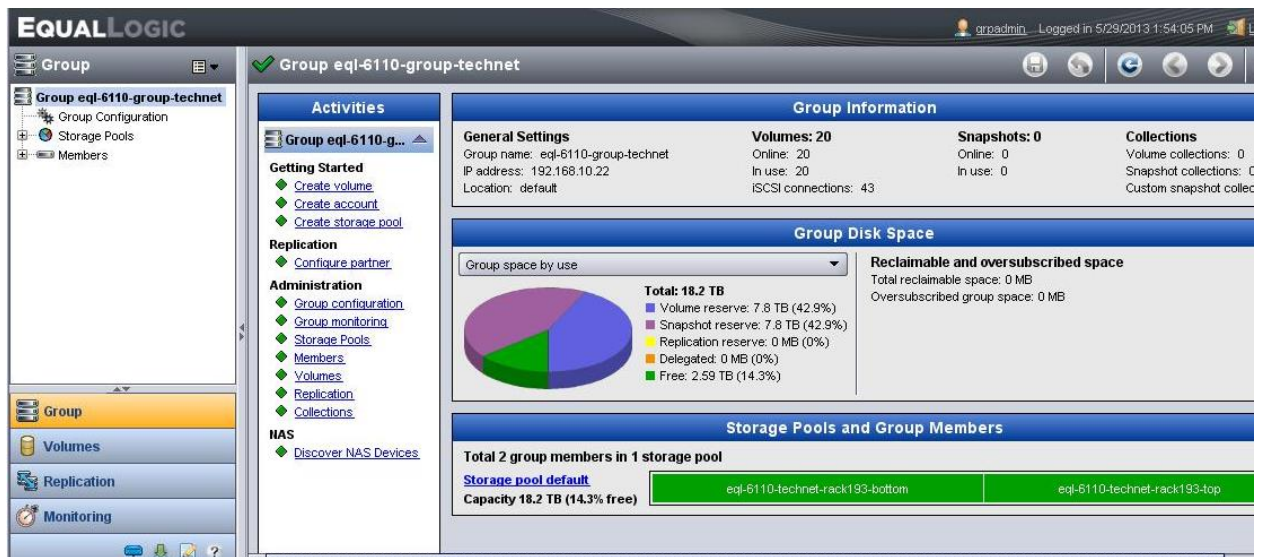 EQUALLOGIC
grpadmin Logged in 5/29/2013 1:54:05 PM
Group
Group eql-6110-group-technet
Group Configuration
Storage Pools
Members
Group
Volumes
Replication
Monitoring
?
Group eql-6110-group-technet
Activities
Group eql-6110-g...
Getting Started
Create volume
Create account
Create storage pool
Replication
Configure partner
Administration
Group configuration
Group monitoring
Storage Pools
Members
Volumes
Replication
Collections
NAS
Discover NAS Devices
Group Information
General Settings
Group name: eql-6110-group-technet
IP address: 192.168.10.22
Location: default
Volumes: 20
Online: 20
In use: 20
iSCSI connections: 43
Snapshots: 0
Online: 0
In use: 0
Collections
Volume collections: 0
Snapshot collections: 0
Custom snapshot collec
Group Disk Space
Group space by use
Total: 18.2 TB
Volume reserve: 7.8 TB (42.9%)
Snapshot reserve: 7.8 TB (42.9%)
Replication reserve: 0 MB (0%)
Delegated: 0 MB (0%)
Free: 2.59 TB (14.3%)
Reclaimable and oversubscribed space
Total reclaimable space: 0 MB
Oversubscribed group space: 0 MB
Storage Pools and Group Members
Total 2 group members in 1 storage pool
Storage pool default
Capacity 18.2 TB (14.3% free)
eql-6110-technet-rack193-bottom
eql-6110-technet-rack193-top